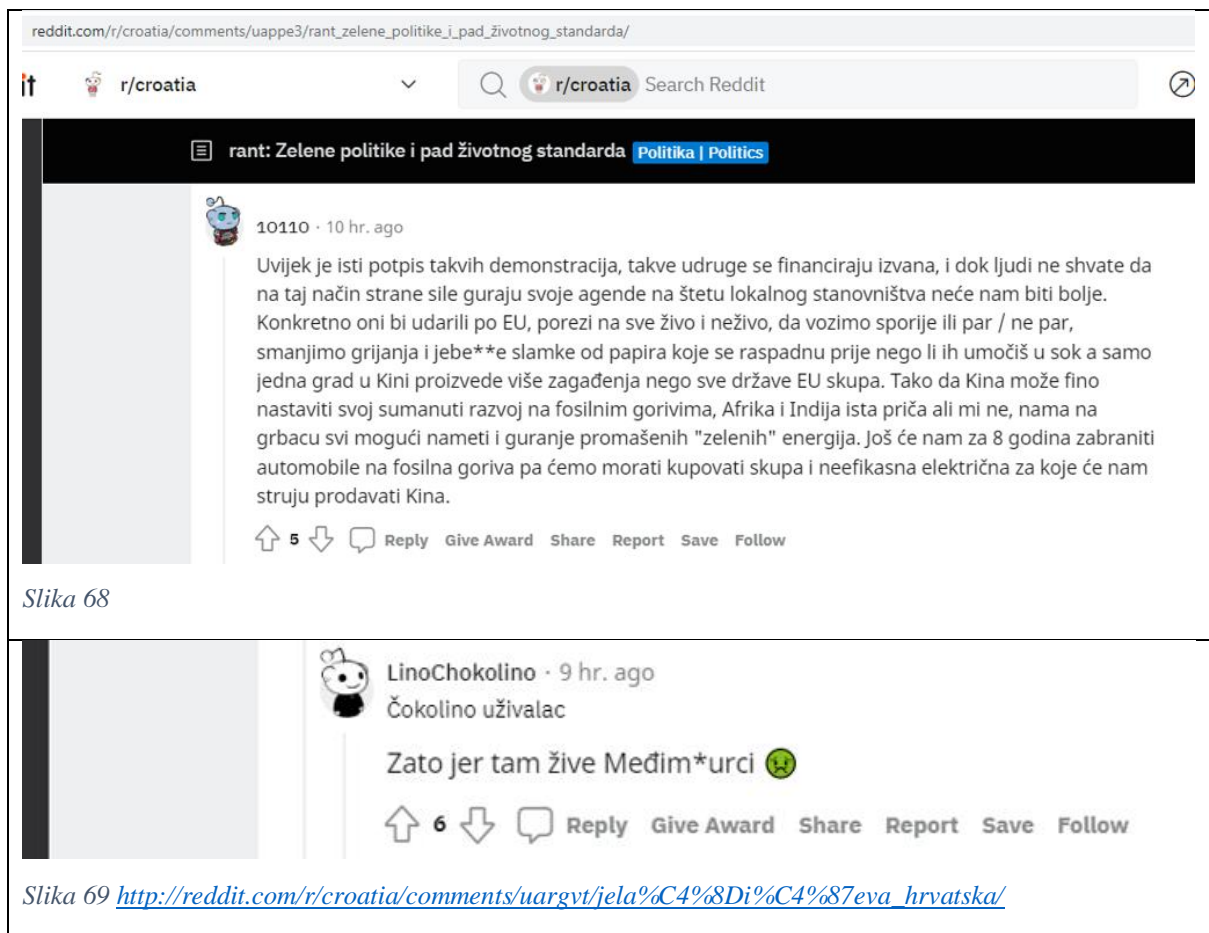 reddit.com/r/croatia/comments/uappe3/rant_zelene_politike_i_pad_životnog_standarda/
it r/croatia r/croatia Search Reddit
rant: Zelene politike i pad životnog standarda Politika | Politics
10110 · 10 hr. ago
Uvijek je isti potpis takvih demonstracija, takve udruge se financiraju izvana, i dok ljudi ne shvate da
na taj način strane sile guraju svoje agende na štetu lokalnog stanovništva neće nam biti bolje.
Konkretno oni bi udarili po EU, porezi na sve živo i neživo, da vozimo sporije ili par / ne par,
smanjimo grijanja i jebe**e slamke od papira koje se raspadnu prije nego li ih umočiš u sok a samo
jedna grad u Kini proizvede više zagađenja nego sve države EU skupa. Tako da Kina može fino
nastaviti svoj sumanuti razvoj na fosilnim gorivima, Afrika i Indija ista priča ali mi ne, nama na
grbacu svi mogući nameti i guranje promašenih "zelenih" energija. Još će nam za 8 godina zabraniti
automobile na fosilna goriva pa ćemo morati kupovati skupa i neefikasna električna za koje će nam
struju prodavati Kina.
5 Reply Give Award Share Report Save Follow
Slika 68
LinoChokolino · 9 hr. ago
Čokolino uživalac
Zato jer tam žive Međim*urci 🤢
6 Reply Give Award Share Report Save Follow
Slika 69 http://reddit.com/r/croatia/comments/uargvt/jela%C4%8Di%C4%87eva_hrvatska/